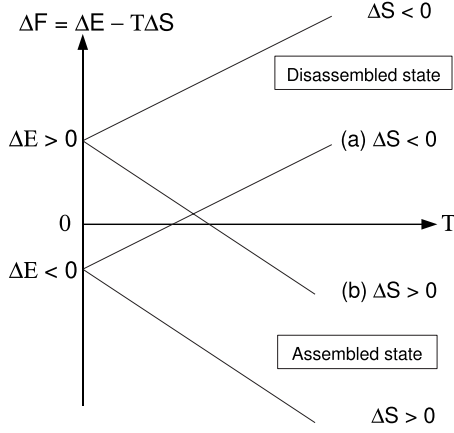 ΔF = ΔE − TΔS
ΔS < 0
Disassembled state
ΔE > 0
(a) ΔS < 0
0
T
ΔE < 0
(b) ΔS > 0
Assembled state
ΔS > 0